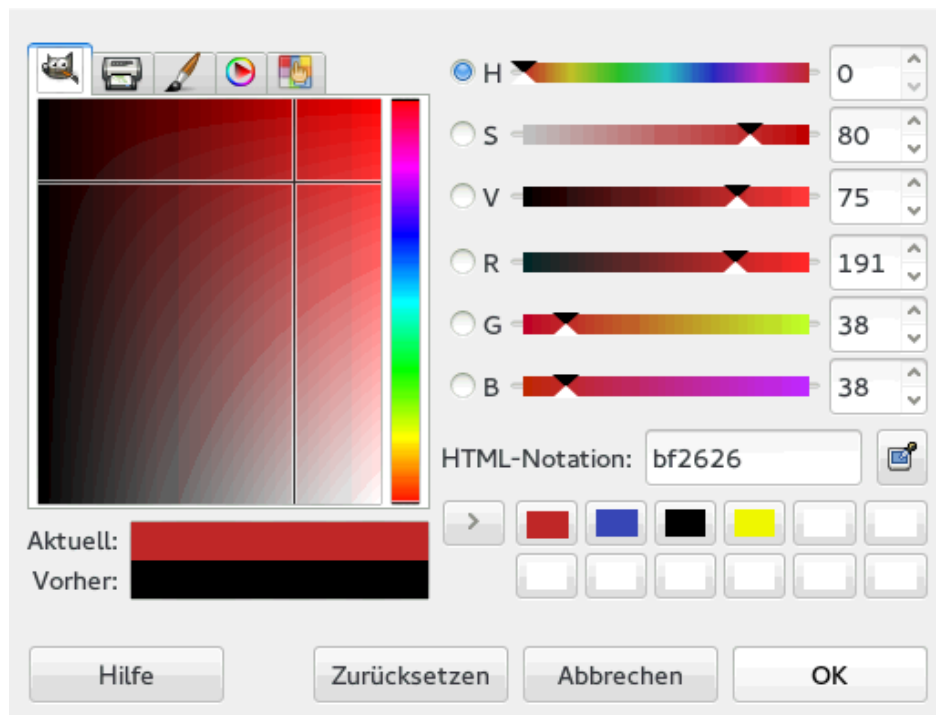 H 0
S 80
V 75
R 191
G 38
B 38
HTML-Notation: bf2626
>
Aktuell:
Vorher:
Hilfe Zurücksetzen Abbrechen OK